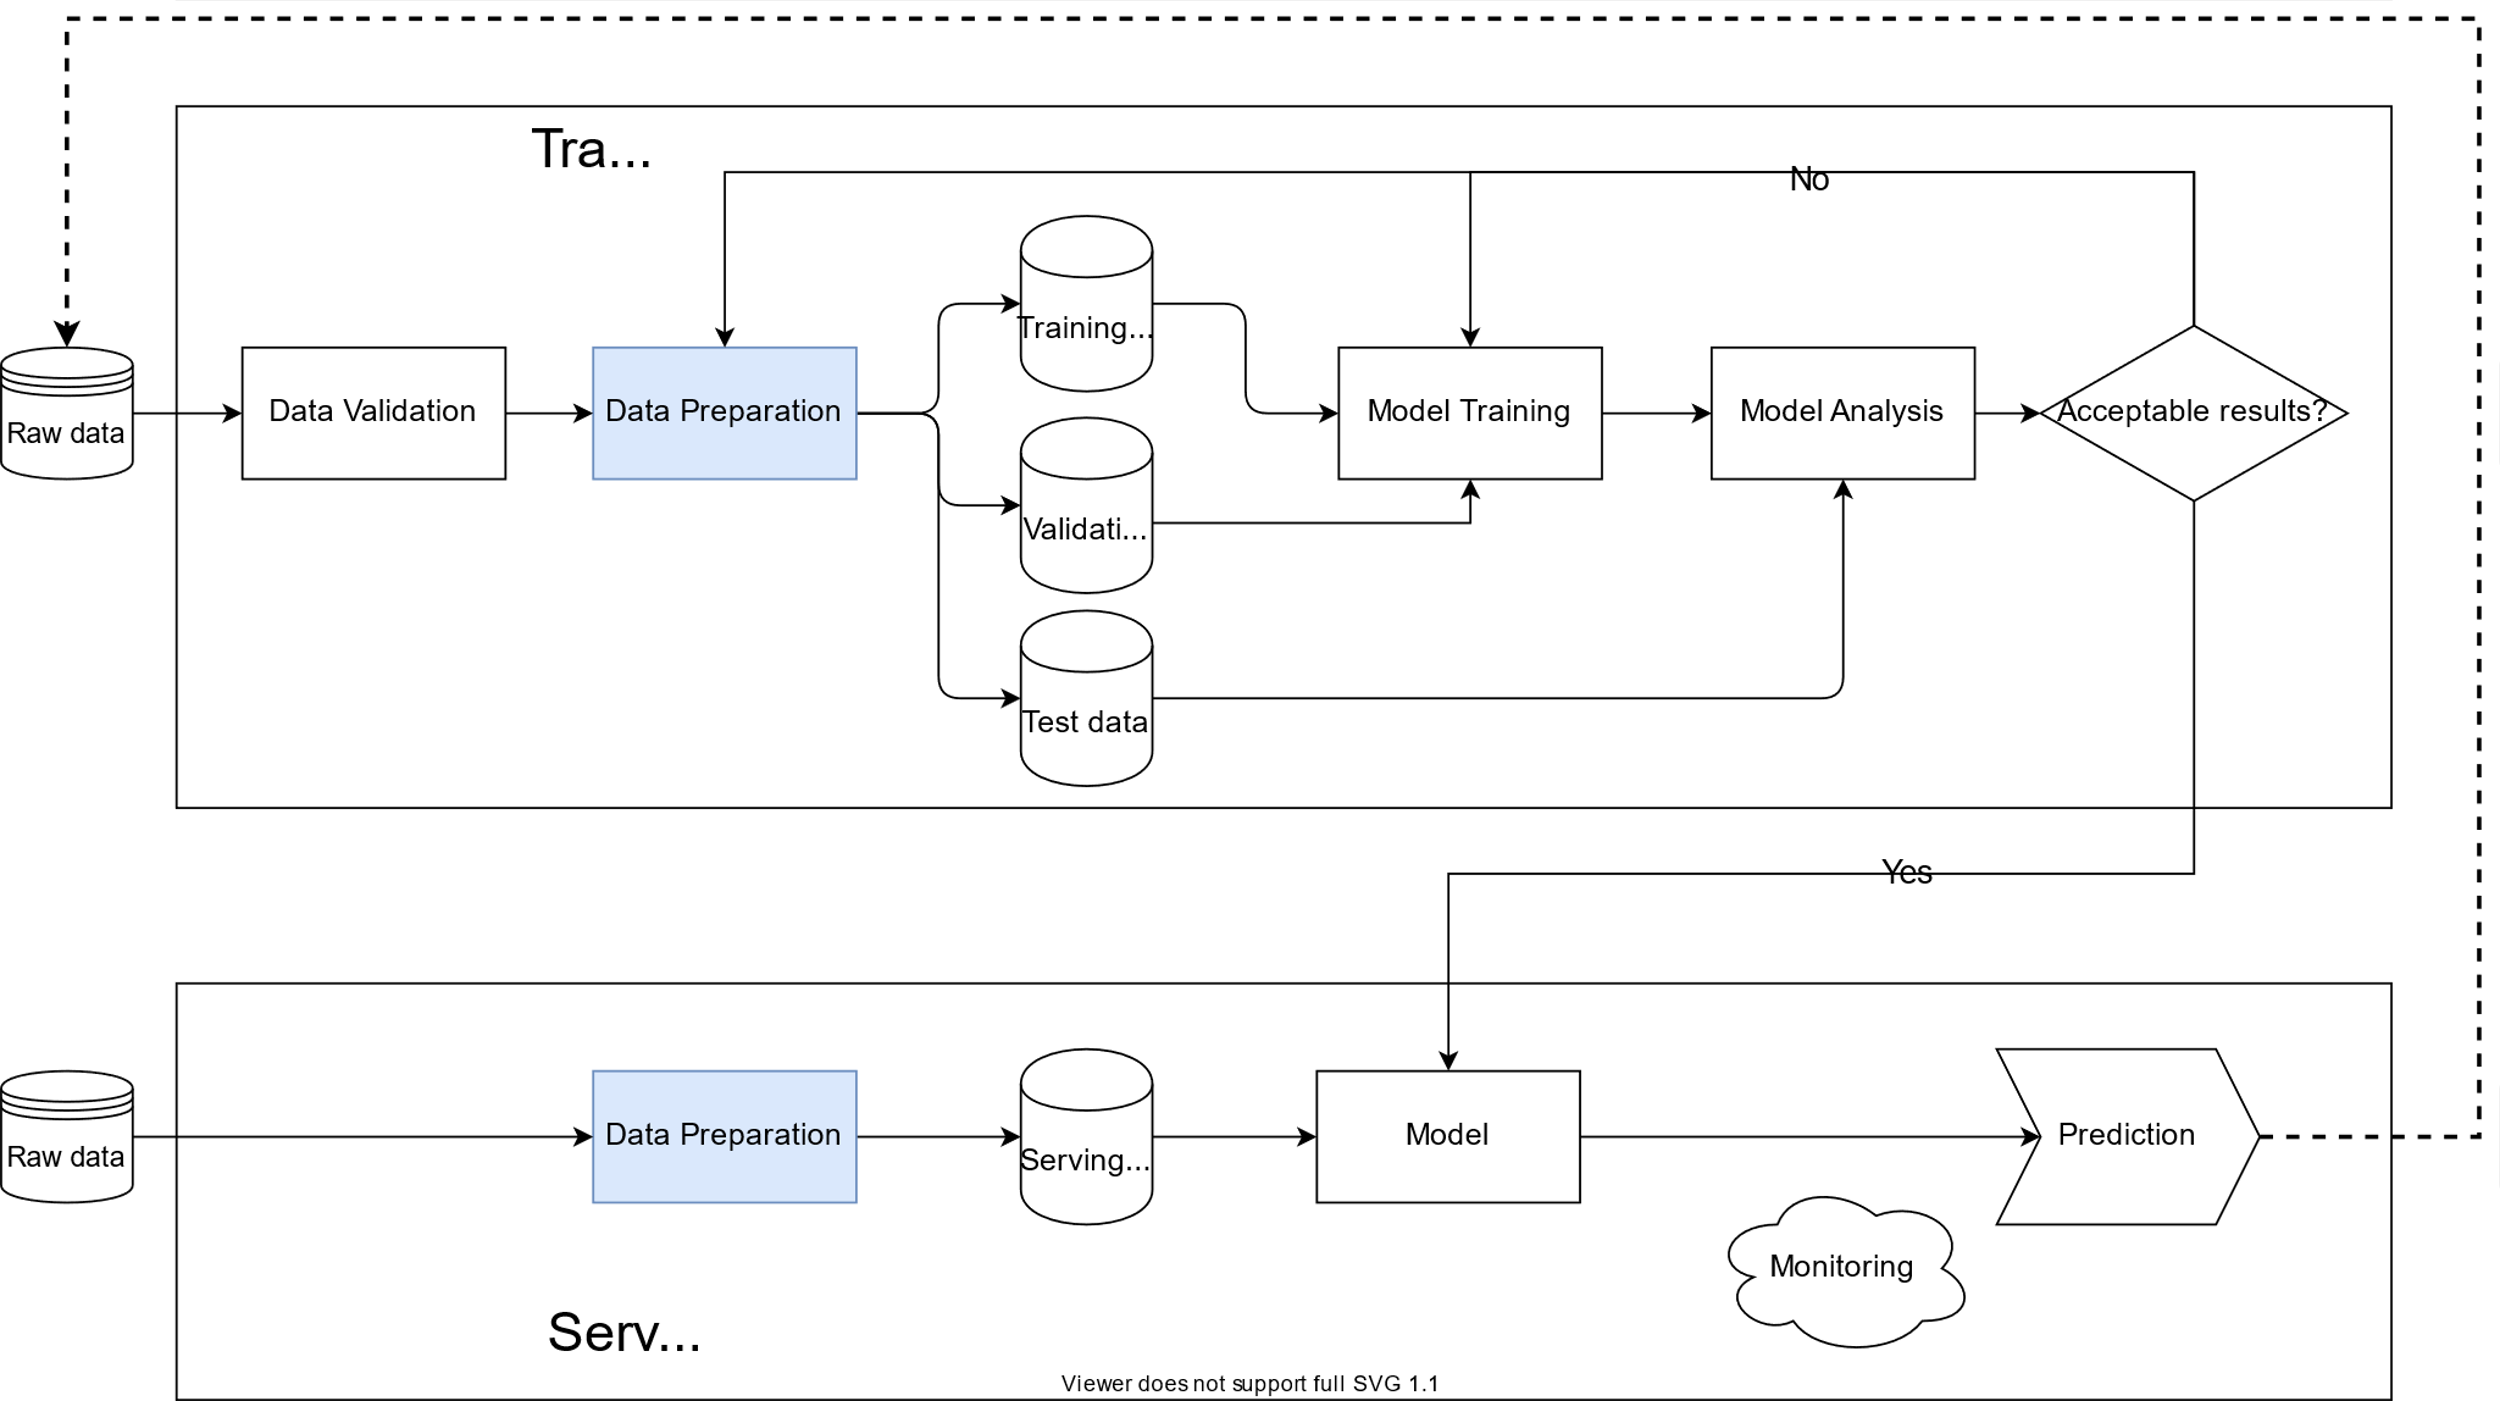 Tra...
No
Training...
Raw data
Data Validation
Data Preparation
Model Training
Model Analysis
Acceptable results?
Validati...
Test data
Yes
Raw data
Data Preparation
Serving...
Model
Prediction
Monitoring
Serv...
Viewer does not support full SVG 1.1